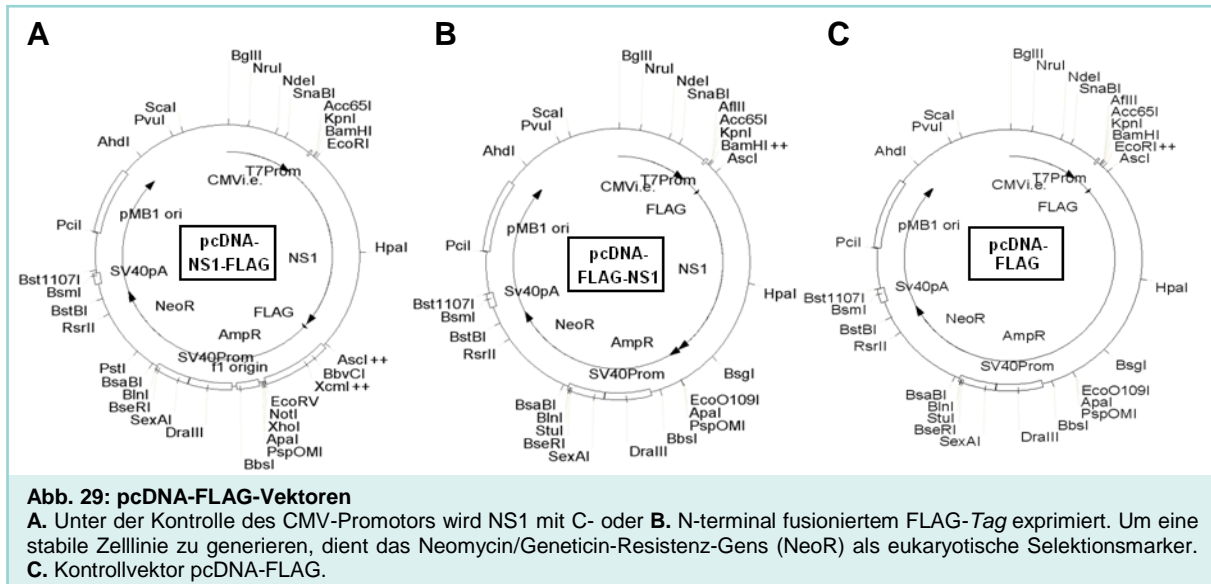 A
BglII
NruI
NdeI
SnaBI
Acc65I
KpnI
BamHI
EcoRI
ScaI
PvuI
AhdI
T7Prom
CMVi.e.
pMB1 ori
PciI
pcDNA-
NS1-FLAG
NS1
HpaI
Bst1107I
BsmI
BstBI
RsrII
SV40pA
NeoR
FLAG
AmpR
SV40Prom
f1 origin
AscI ++
BbvCI
XcmI ++
PstI
BsaBI
BlnI
BseRI
SexAI
DraIII
EcoRV
NotI
XhoI
ApaI
PspOMI
BbsI
B
BglII
NruI
NdeI
SnaBI
AflII
Acc65I
KpnI
BamHI ++
AscI
ScaI
PvuI
AhdI
T7Prom
CMVi.e.
FLAG
pMB1 ori
PciI
pcDNA-
FLAG-NS1
NS1
HpaI
Bst1107I
BsmI
BstBI
RsrII
Sv40pA
NeoR
AmpR
SV40Prom
BsgI
EcoO109I
ApaI
PspOMI
BbsI
BsaBI
BlnI
StuI
BseRI
SexAI
DraIII
C
BglII
NruI
NdeI
SnaBI
AflII
Acc65I
KpnI
BamHI
EcoRI ++
AscI
ScaI
PvuI
AhdI
T7Prom
CMVi.e.
FLAG
pMB1 ori
PciI
pcDNA-
FLAG
HpaI
Bst1107I
BsmI
BstBI
RsrII
Sv40pA
NeoR
AmpR
SV40Prom
BsgI
EcoO109I
ApaI
PspOMI
BbsI
BsaBI
BlnI
StuI
BseRI
SexAI
DraIII
Abb. 29: pcDNA-FLAG-Vektoren
A. Unter der Kontrolle des CMV-Promotors wird NS1 mit C- oder B. N-terminal fusioniertem FLAG-Tag exprimiert. Um eine
stabile Zelllinie zu generieren, dient das Neomycin/Geneticin-Resistenz-Gens (NeoR) als eukaryotische Selektionsmarker.
C. Kontrollvektor pcDNA-FLAG.